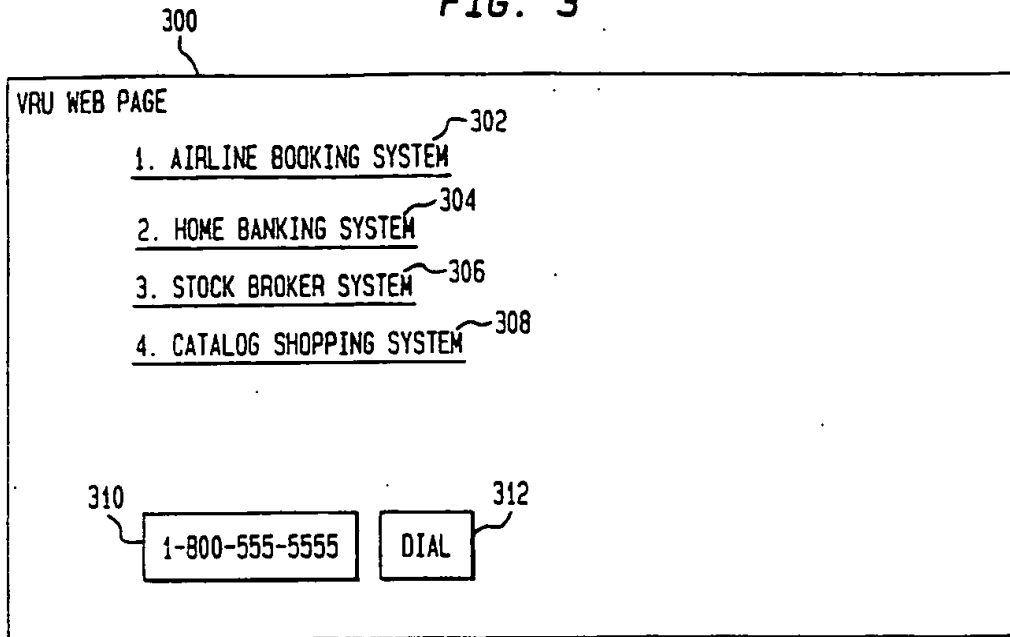 FIG. 3
300
VRU WEB PAGE
302
1. AIRLINE BOOKING SYSTEM
304
2. HOME BANKING SYSTEM
306
3. STOCK BROKER SYSTEM
308
4. CATALOG SHOPPING SYSTEM
310
312
1-800-555-5555
DIAL